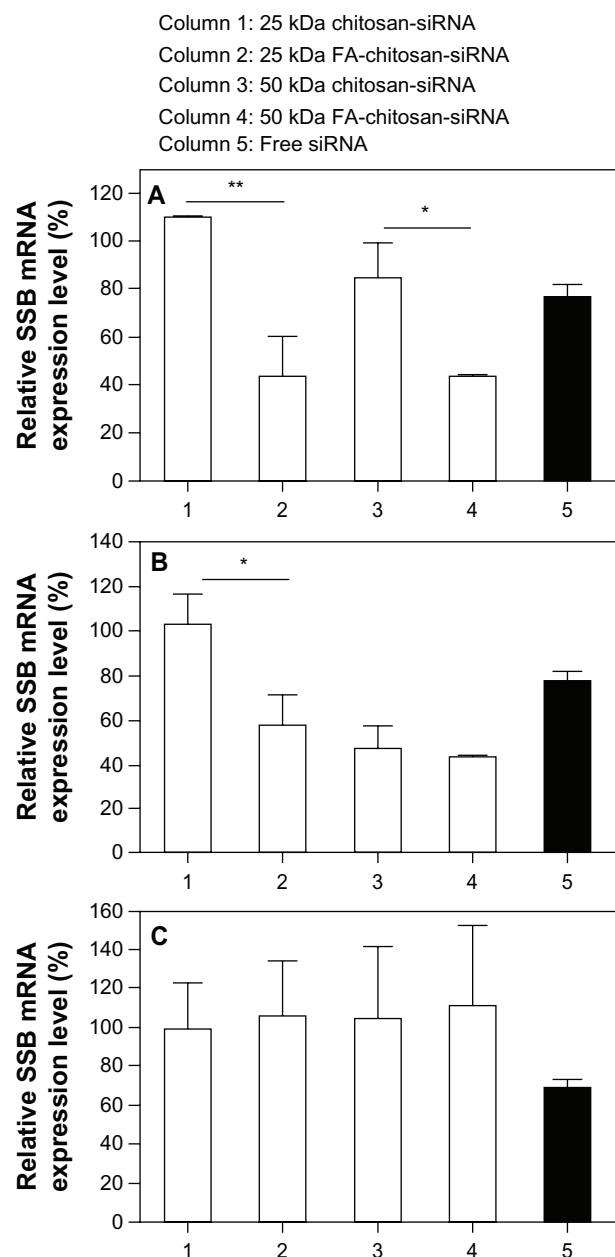 Column 1: 25 kDa chitosan-siRNA
Column 2: 25 kDa FA-chitosan-siRNA
Column 3: 50 kDa chitosan-siRNA
Column 4: 50 kDa FA-chitosan-siRNA
Column 5: Free siRNA
A
**
*
Relative SSB mRNA
expression level (%)
120
100
80
60
40
20
0
1 2 3 4 5
B
*
Relative SSB mRNA
expression level (%)
140
120
100
80
60
40
20
0
1 2 3 4 5
C
Relative SSB mRNA
expression level (%)
160
140
120
100
80
60
40
20
0
1 2 3 4 5